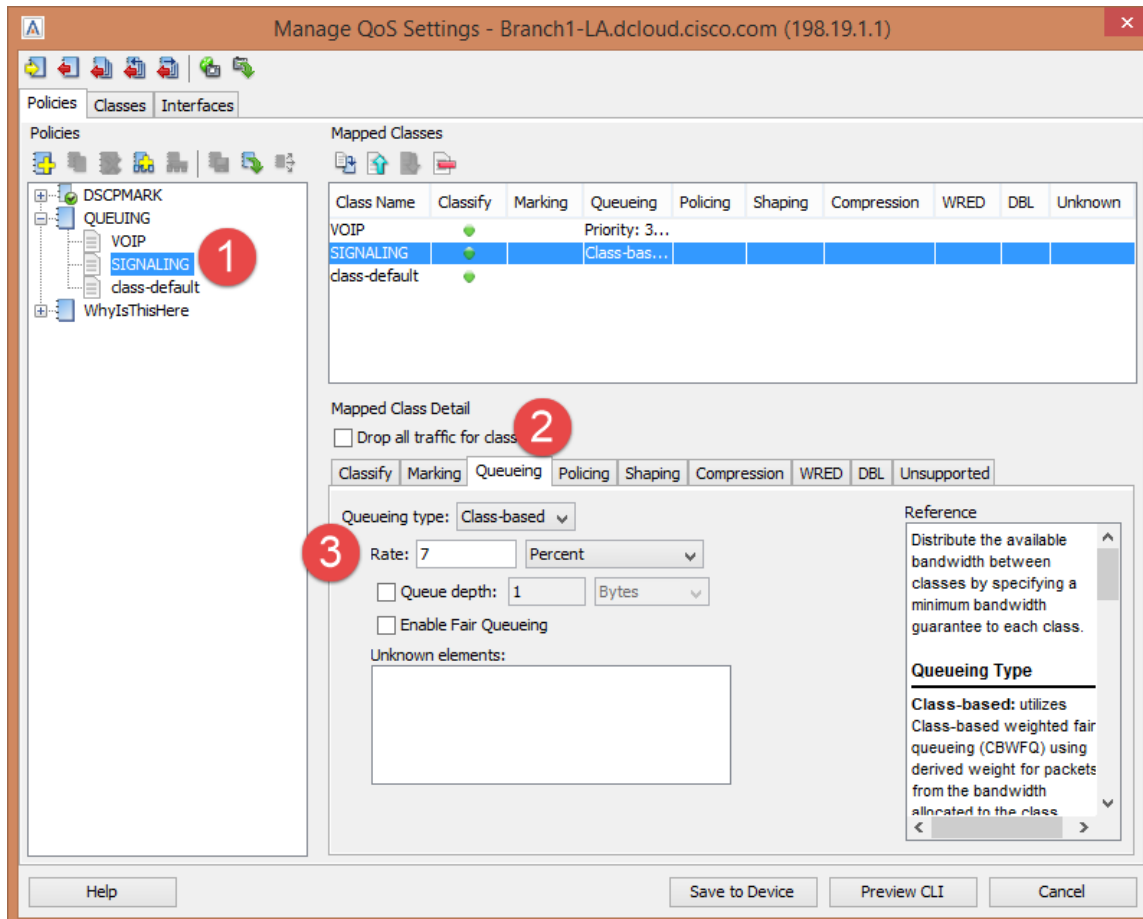 Manage QoS Settings - Branch1-LA.dcloud.cisco.com (198.19.1.1)
Policies Classes Interfaces
Policies
DSCPMARK
QUEUING
VOIP
SIGNALING
class-default
WhyIsThisHere
1
Mapped Classes
Class Name Classify Marking Queueing Policing Shaping Compression WRED DBL Unknown
VOIP Priority: 3...
SIGNALING Class-bas...
class-default
Mapped Class Detail
2
Drop all traffic for class
Classify Marking Queueing Policing Shaping Compression WRED DBL Unsupported
Queueing type: Class-based
3
Rate: 7 Percent
Queue depth: 1 Bytes
Enable Fair Queueing
Unknown elements:
Reference
Distribute the available
bandwidth between
classes by specifying a
minimum bandwidth
guarantee to each class.
Queueing Type
Class-based: utilizes
Class-based weighted fair
queueing (CBWFQ) using
derived weight for packets
from the bandwidth
allocated to the class
Help Save to Device Preview CLI Cancel